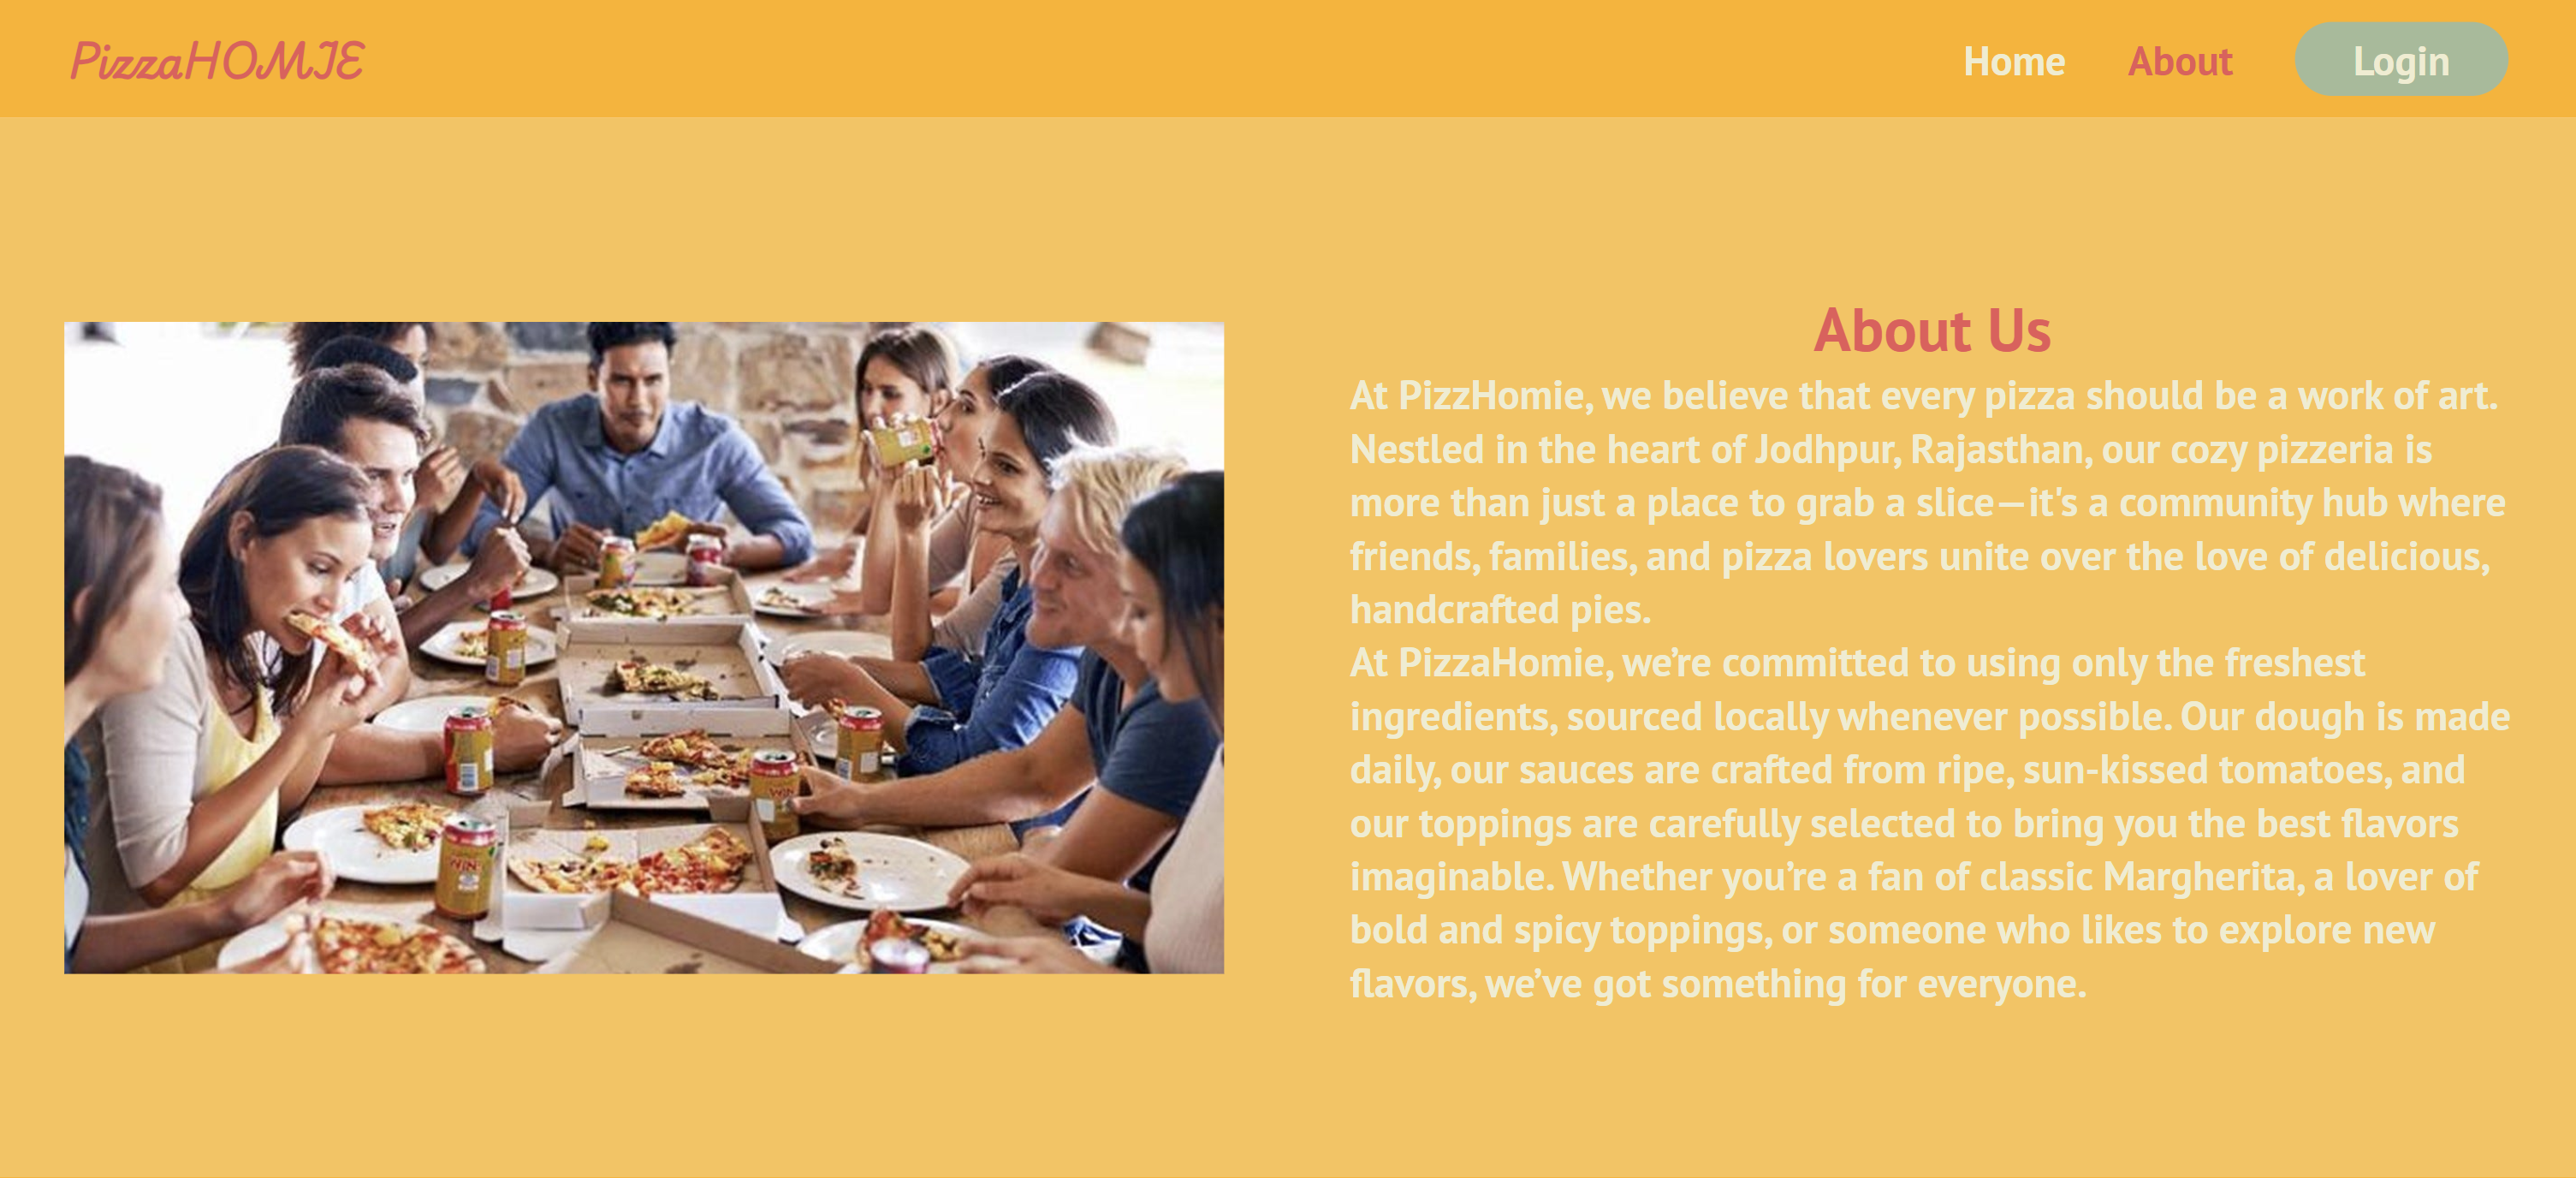 PizzaHOMIE
Home About Login
About Us
At PizzHomie, we believe that every pizza should be a work of art.
Nestled in the heart of Jodhpur, Rajasthan, our cozy pizzeria is
more than just a place to grab a slice—it's a community hub where
friends, families, and pizza lovers unite over the love of delicious,
handcrafted pies.
At PizzaHomie, we’re committed to using only the freshest
ingredients, sourced locally whenever possible. Our dough is made
daily, our sauces are crafted from ripe, sun-kissed tomatoes, and
our toppings are carefully selected to bring you the best flavors
imaginable. Whether you’re a fan of classic Margherita, a lover of
bold and spicy toppings, or someone who likes to explore new
flavors, we’ve got something for everyone.
WIN
WIN